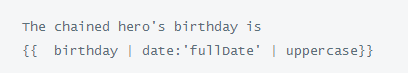 The chained hero's birthday is
{{  birthday | date:'fullDate' | uppercase}}